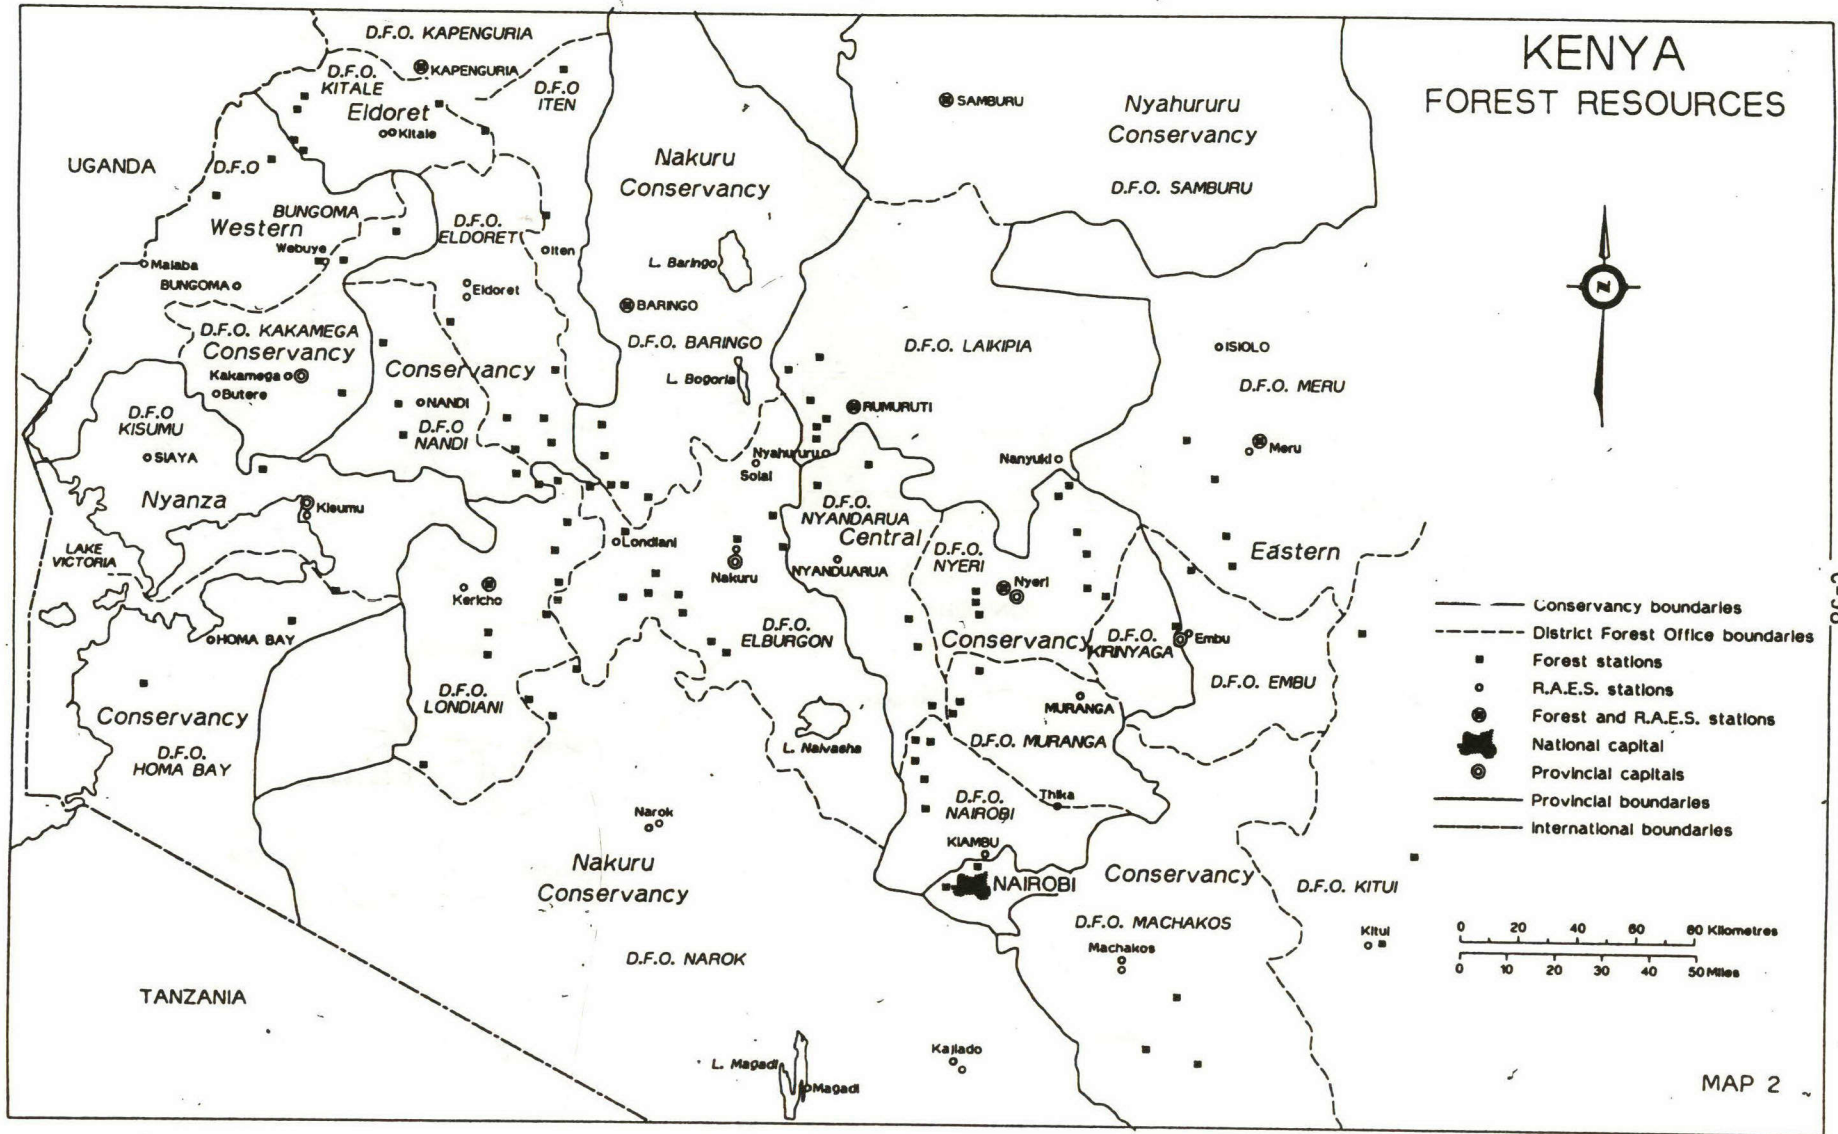 KENYA
FOREST RESOURCES
D.F.O. KAPENGURIA
KAPENGURIA
D.F.O.
KITALE
D.F.O
ITEN
Eldoret
Kitale
SAMBURU
Nyahururu
Conservancy
D.F.O. SAMBURU
Nakuru
Conservancy
UGANDA
D.F.O
BUNGOMA
Western
Webuye
Malaba
BUNGOMA
D.F.O.
ELDORET
Iten
Eldoret
L. Baringo
BARINGO
D.F.O. BARINGO
L. Bogoria
D.F.O. LAIKIPIA
ISIOLO
D.F.O. MERU
D.F.O. KAKAMEGA
Conservancy
Kakamega
Butere
Conservancy
NANDI
D.F.O
NANDI
RUMURUTI
Meru
D.F.O
KISUMU
SIAYA
Nyahururu
Solai
Nanyuki
Nyanza
Kisumu
D.F.O.
NYANDARUA
Central
D.F.O.
NYERI
Eastern
LAKE
VICTORIA
Londiani
Nakuru
NYANDUARUA
Nyeri
Kericho
HOMA BAY
D.F.O.
ELBURGON
Conservancy
D.F.O.
KIRINYAGA
Embu
D.F.O. EMBU
D.F.O.
LONDIANI
MURANGA
D.F.O. MURANGA
Conservancy
D.F.O.
HOMA BAY
L. Naivasha
D.F.O.
NAIROBI
Thika
Narok
KIAMBU
NAIROBI
Nakuru
Conservancy
Conservancy
D.F.O. KITUI
D.F.O. MACHAKOS
Machakos
Kitui
D.F.O. NAROK
TANZANIA
L. Magadi
Magadi
Kajiado
Conservancy boundaries
District Forest Office boundaries
Forest stations
R.A.E.S. stations
Forest and R.A.E.S. stations
National capital
Provincial capitals
Provincial boundaries
International boundaries
0 20 40 60 80 Kilometres
0 10 20 30 40 50 Miles
MAP 2
N